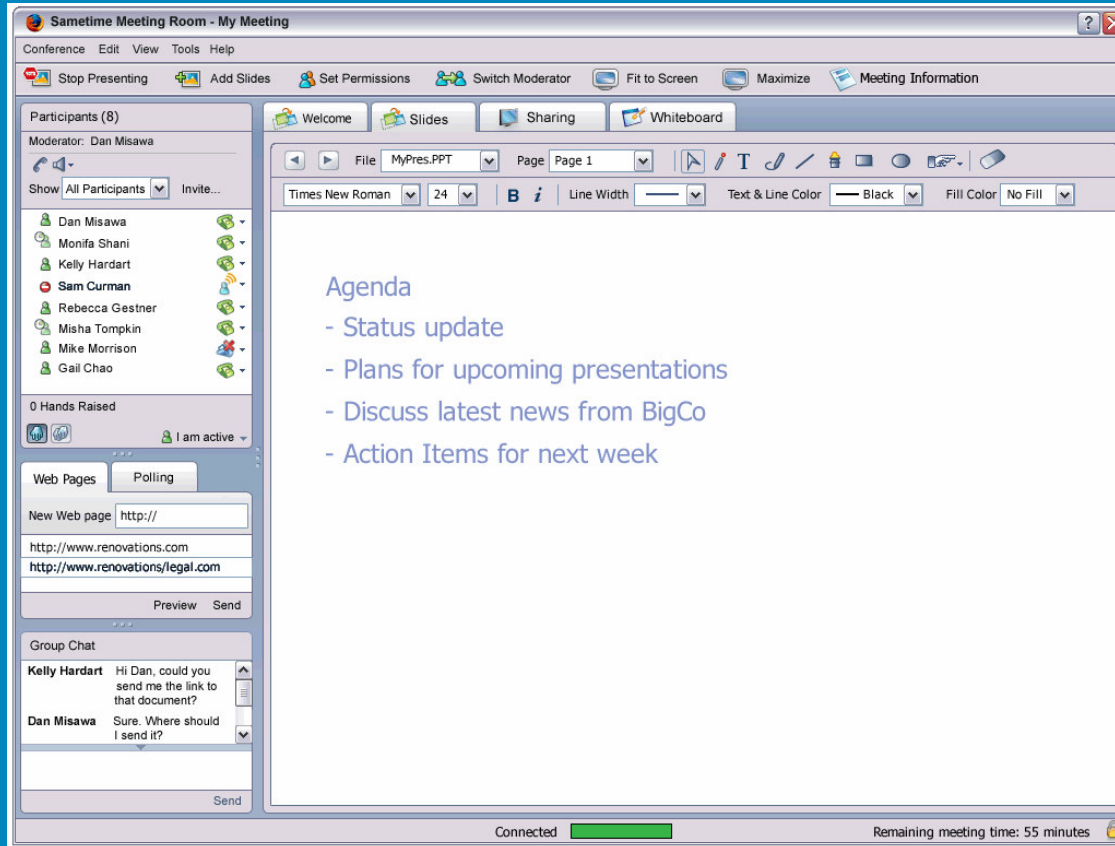 Sametime Meeting Room - My Meeting
?
Conference Edit View Tools Help
Stop Presenting Add Slides Set Permissions Switch Moderator Fit to Screen Maximize Meeting Information
Participants (8)
Moderator: Dan Misawa
Show All Participants Invite...
Dan Misawa
Monifa Shani
Kelly Hardart
Sam Curman
Rebecca Gestner
Misha Tompkin
Mike Morrison
Gail Chao
0 Hands Raised
I am active
Web Pages Polling
New Web page http://
http://www.renovations.com
http://www.renovations/legal.com
Preview Send
Group Chat
Kelly Hardart Hi Dan, could you
send me the link to
that document?
Dan Misawa Sure. Where should
I send it?
Send
Welcome Slides Sharing Whiteboard
File MyPres.PPT Page Page 1 T
Times New Roman 24 B i Line Width Text & Line Color Black Fill Color No Fill
Agenda
- Status update
- Plans for upcoming presentations
- Discuss latest news from BigCo
- Action Items for next week
Connected Remaining meeting time: 55 minutes